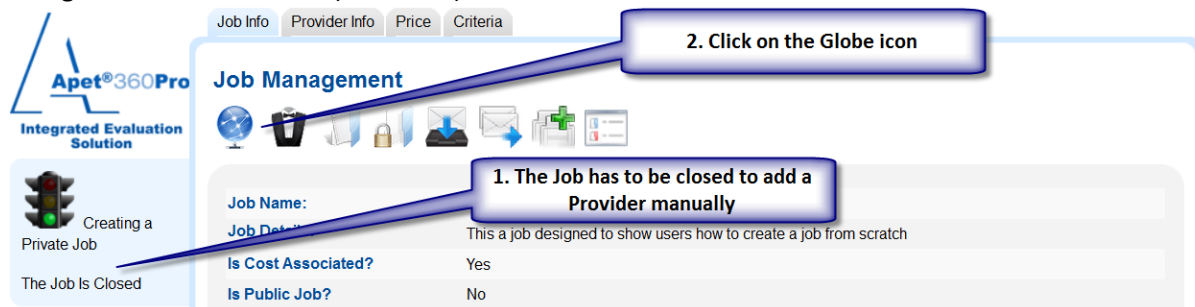 Job Info Provider Info Price Criteria
2. Click on the Globe icon
Apet®360Pro
Integrated Evaluation
Solution
Job Management
1. The Job has to be closed to add a
Provider manually
Creating a
Private Job
The Job Is Closed
Job Name:
This a job designed to show users how to create a job from scratch
Is Cost Associated? Yes
Is Public Job? No